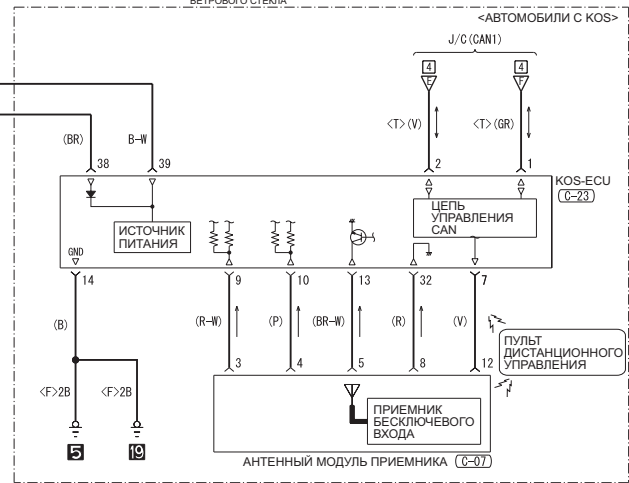 ВЕТРОВОГО СТЕКЛА
<АВТОМОБИЛИ С KOS>
J/C(CAN1)
4 4
E F
<T>(V) <T>(GR)
(BR) B-W
38 39 2 1
KOS-ECU
C-23
ЦЕПЬ
УПРАВЛЕНИЯ
CAN
ИСТОЧНИК
ПИТАНИЯ
GND
14 9 10 13 32 7
(B) (R-W) (P) (BR-W) (R) (V)
ПУЛЬТ
ДИСТАНЦИОННОГО
УПРАВЛЕНИЯ
3 4 5 8 12
<F>2B <F>2B
ПРИЕМНИК
БЕСКЛЮЧЕВОГО
ВХОДА
5 19
АНТЕННЫЙ МОДУЛЬ ПРИЕМНИКА C-07